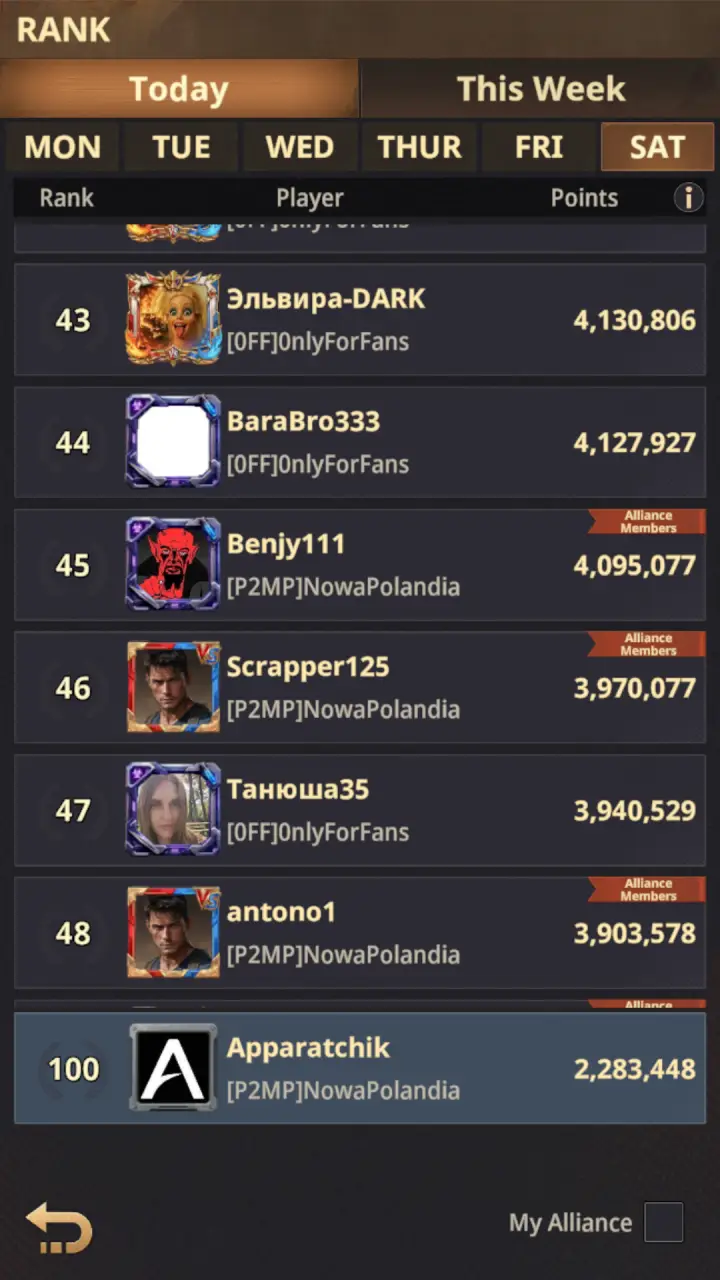 RANK
Today
This Week
MON TUE WED THUR FRI SAT
Rank Player Points
43
Эльвира-DARK
[0FF]0nlyForFans
4,130,806
44
BaraBro333
[0FF]0nlyForFans
4,127,927
Alliance
Members
45
Benjy111
[P2MP]NowaPolandia
4,095,077
Alliance
Members
46
Scrapper125
[P2MP]NowaPolandia
3,970,077
47
Танюша35
[0FF]0nlyForFans
3,940,529
Alliance
Members
48
antono1
[P2MP]NowaPolandia
3,903,578
Alliance
100
Apparatchik
[P2MP]NowaPolandia
2,283,448
My Alliance